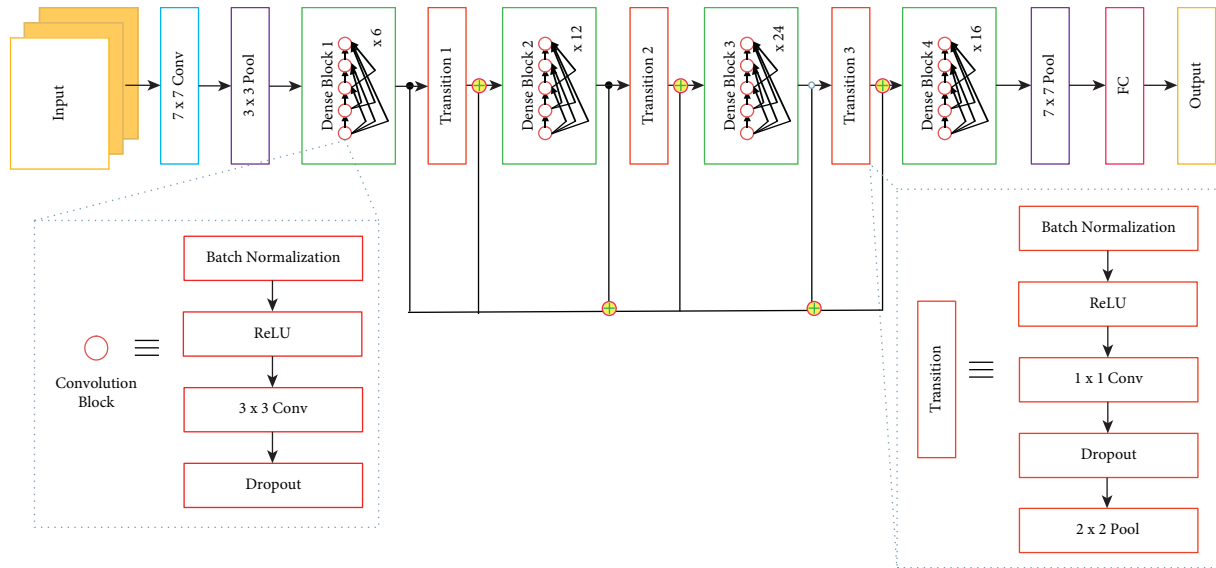 Input
7 x 7 Conv
3 x 3 Pool
Dense Block 1
x 6
Transition 1
Dense Block 2
x 12
Transition 2
Dense Block 3
x 24
Transition 3
Dense Block 4
x 16
7 x 7 Pool
FC
Output
Convolution
Block
Batch Normalization
ReLU
3 x 3 Conv
Dropout
Transition
Batch Normalization
ReLU
1 x 1 Conv
Dropout
2 x 2 Pool